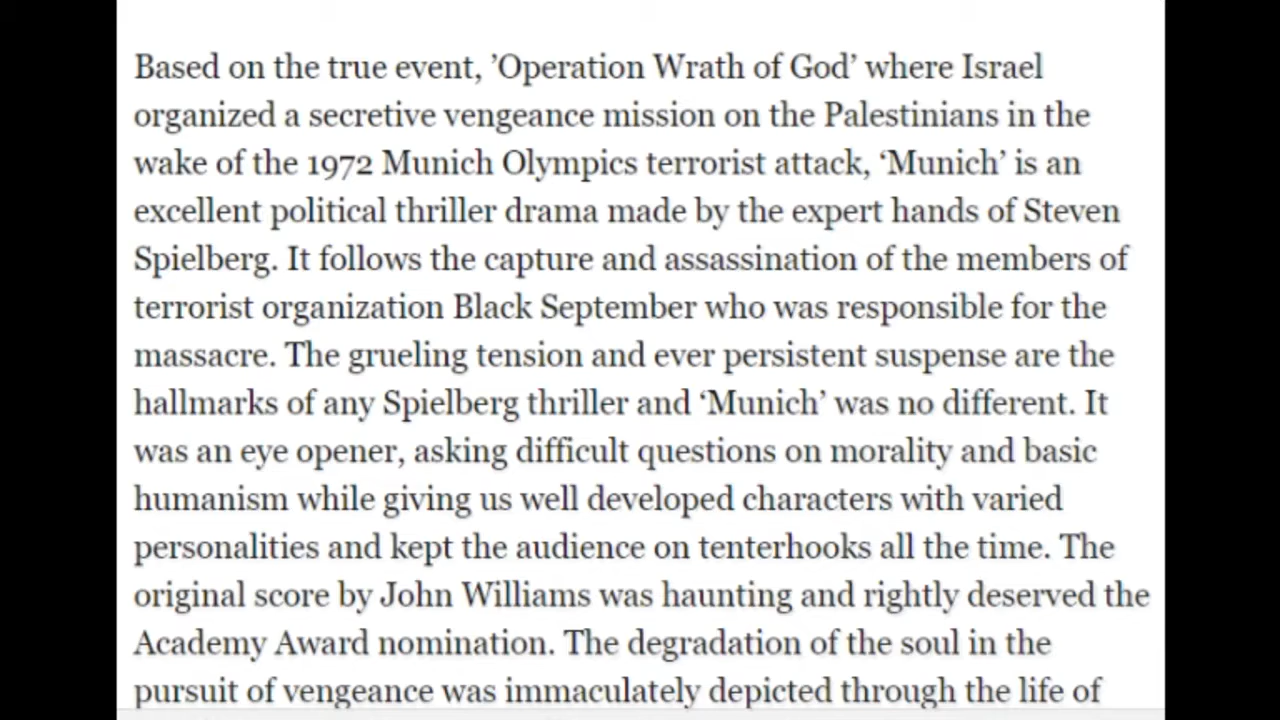 Based on the true event, ’Operation Wrath of God’ where Israel
organized a secretive vengeance mission on the Palestinians in the
wake of the 1972 Munich Olympics terrorist attack, ‘Munich’ is an
excellent political thriller drama made by the expert hands of Steven
Spielberg. It follows the capture and assassination of the members of
terrorist organization Black September who was responsible for the
massacre. The grueling tension and ever persistent suspense are the
hallmarks of any Spielberg thriller and ‘Munich’ was no different. It
was an eye opener, asking difficult questions on morality and basic
humanism while giving us well developed characters with varied
personalities and kept the audience on tenterhooks all the time. The
original score by John Williams was haunting and rightly deserved the
Academy Award nomination. The degradation of the soul in the
pursuit of vengeance was immaculately depicted through the life of